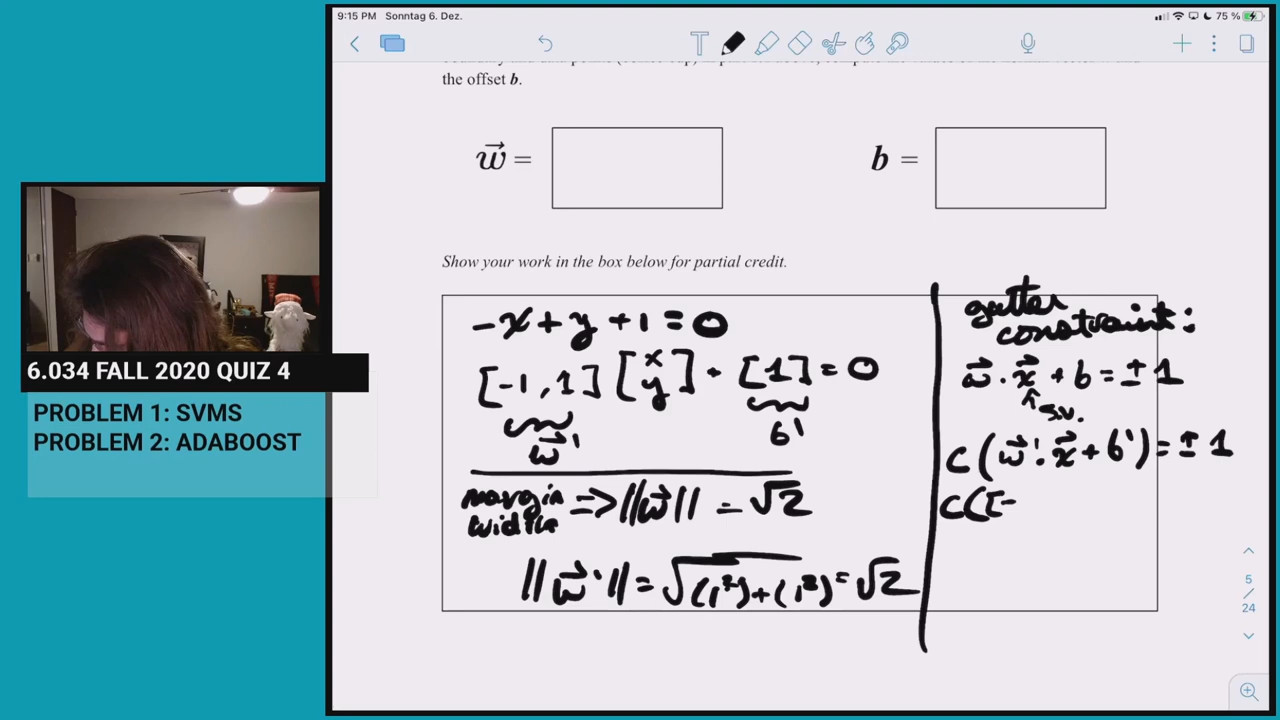 9:15 PM Sonntag 6. Dez.
75 %
the offset b.
w⃗ =
b =
Show your work in the box below for partial credit.
-x + y + 1 = 0
[-1, 1] [x y] + [1] = 0
w⃗'
b'
margin width => ||w⃗|| = √2
||w⃗'|| = √(1²) + (1²) = √2
gutter constraint:
w⃗ · x⃗ + b = ± 1
s.v.
c(w⃗' · x⃗ + b') = ± 1
c([-
5
/
24
6.034 FALL 2020 QUIZ 4
PROBLEM 1: SVMS
PROBLEM 2: ADABOOST